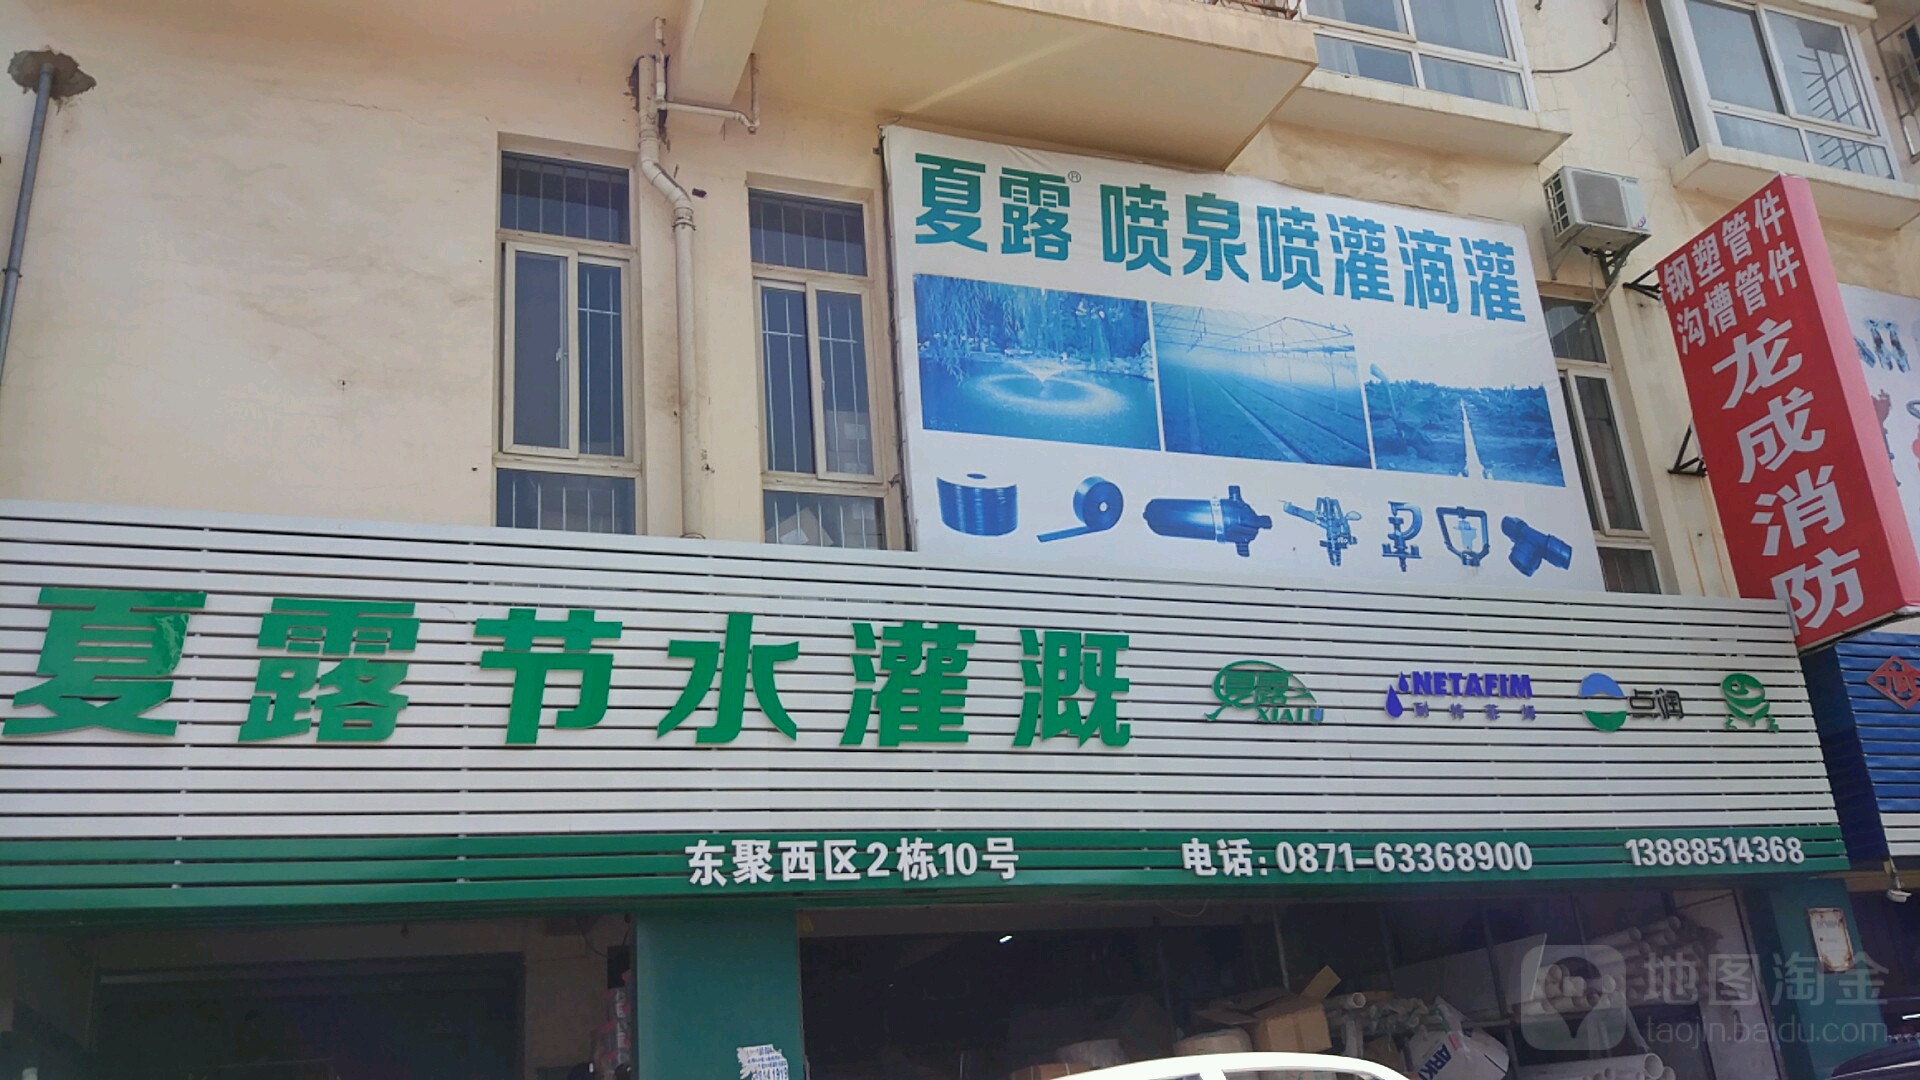 夏露® 喷泉喷灌滴灌
钢塑管件
沟槽管件
龙成消防
夏露节水灌溉
夏露
XIALU
NETAFIM
耐特菲姆
点润
东聚西区2栋10号
电话:0871-63368900
13888514368
地图淘金
taojin.baidu.com